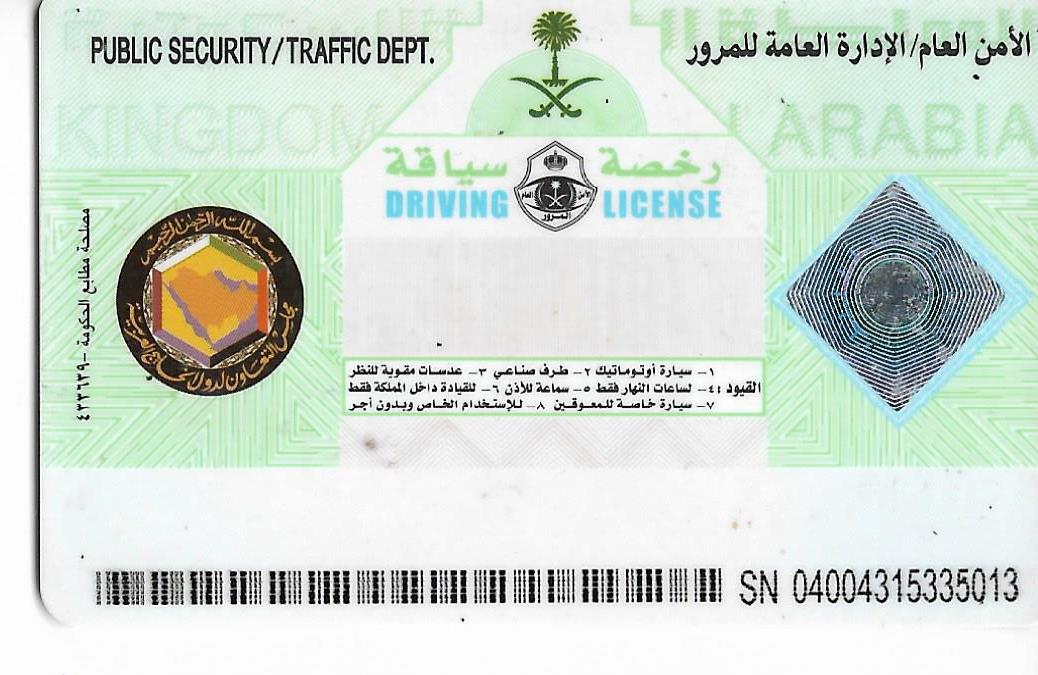 PUBLIC SECURITY/TRAFFIC DEPT.
الأمن العام/الإدارة العامة للمرور
KINGDOM
ARABIA
رخصة سياقة
DRIVING LICENSE
الأمن العام
المرور
بسم الله الرحمن الرحيم
مجلس التعاون لدول الخليج العربية
مصلحة مطابع الحكومة -٤٣٣٦٣٩
١– سيارة أوتوماتيك ٢– طرف صناعي ٣– عدسات مقوية للنظر
القيود : ٤– لساعات النهار فقط ٥– سماعة للأذن ٦– للقيادة داخل المملكة فقط
٧– سيارة خاصة للمعوقين ٨– للإستخدام الخاص وبدون أجر
SN 04004315335013